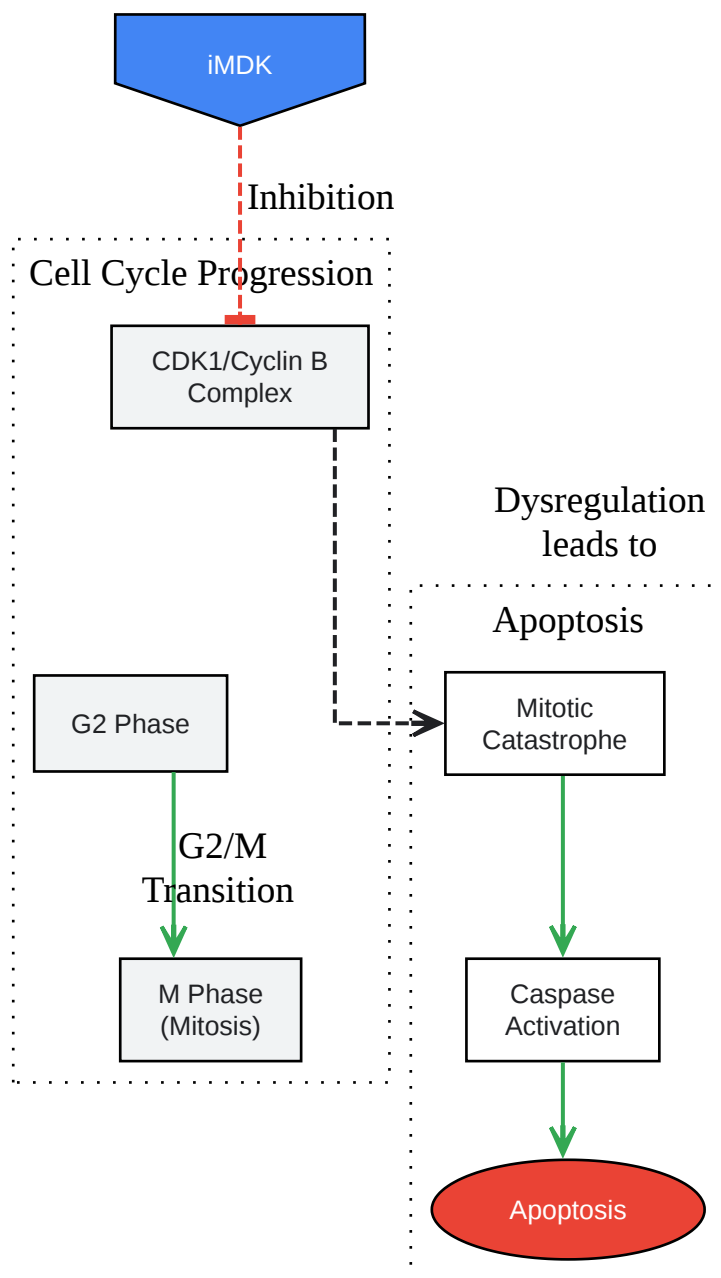 iMDK
Inhibition
Cell Cycle Progression
CDK1/Cyclin B
Complex
Dysregulation
leads to
Apoptosis
G2 Phase
Mitotic
Catastrophe
G2/M
Transition
M Phase
(Mitosis)
Caspase
Activation
Apoptosis